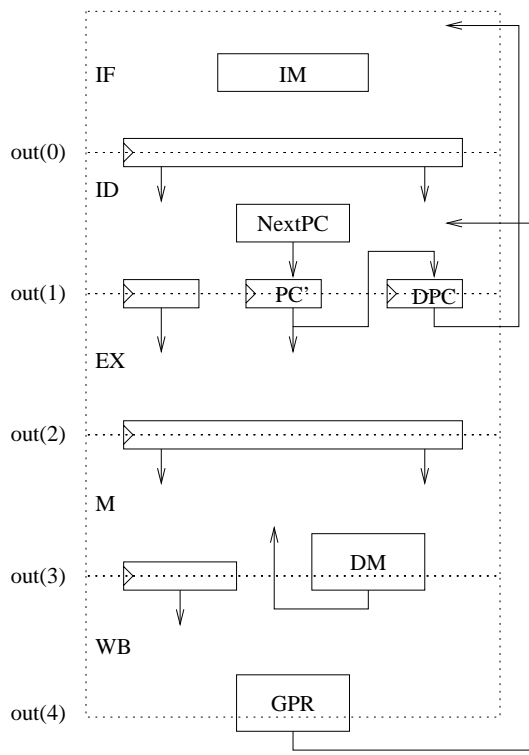 IF
IM
out(0)
ID
NextPC
out(1)
PC'
DPC
EX
out(2)
M
out(3)
DM
WB
out(4)
GPR